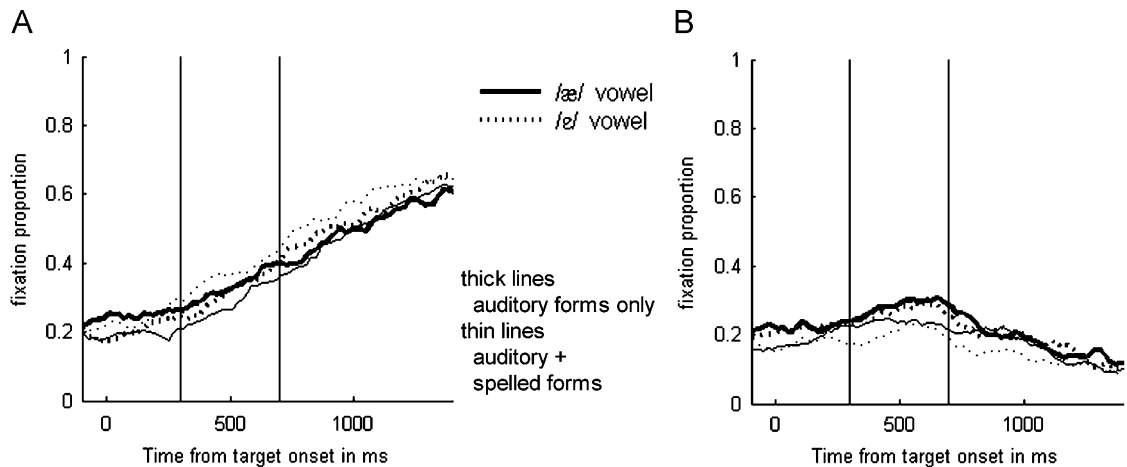 A
1
0.8
0.6
0.4
0.2
0
fixation proportion
0 500 1000
Time from target onset in ms
/æ/ vowel
/ɛ/ vowel
thick lines
auditory forms only
thin lines
auditory +
spelled forms
B
1
0.8
0.6
0.4
0.2
0
fixation proportion
0 500 1000
Time from target onset in ms